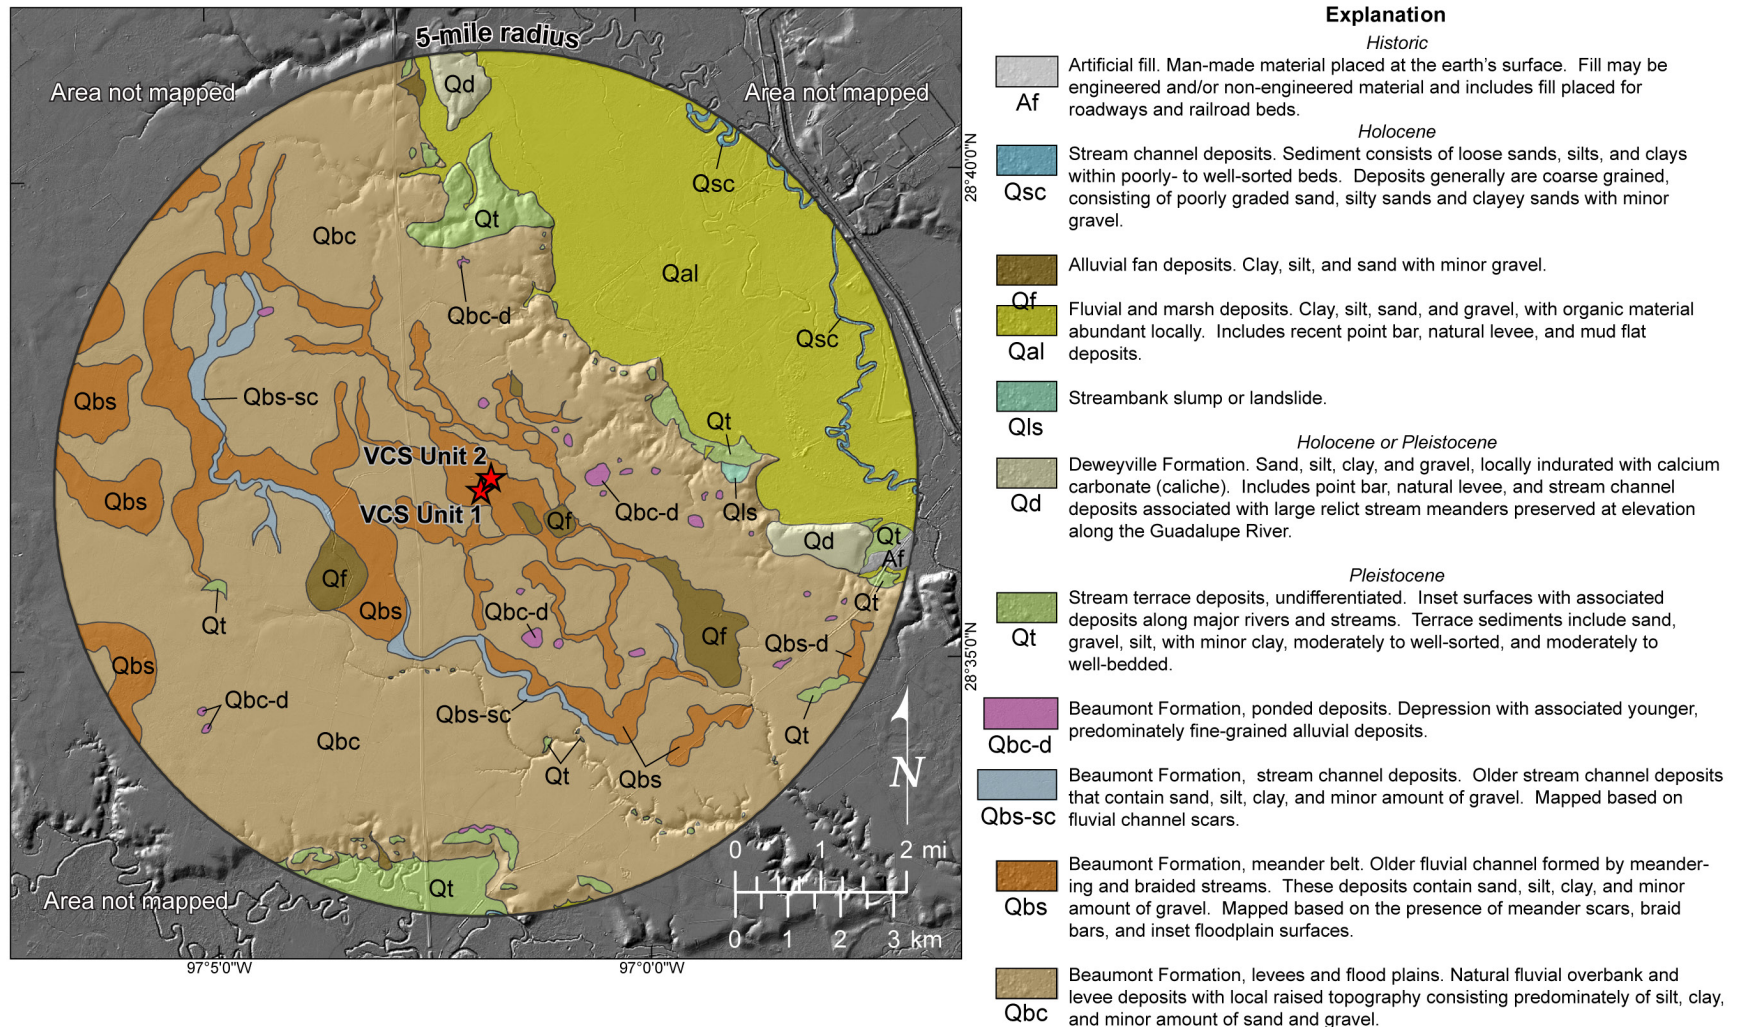 5-mile radius
Area not mapped
Area not mapped
Qd
Qsc
Qt
Qbc
Qal
Qbc-d
Qsc
Qbs
Qbs-sc
Qt
VCS Unit 2
Qbs
VCS Unit 1
Qf
Qbc-d
Qls
Qd
Qt
Af
Qf
Qbs
Qbc-d
Qt
Qt
Qf
Qbs-d
Qbs
Qbc-d
Qbs-sc
Qbc
Qt
Qt
Qbs
N
0 1 2 mi
0 1 2 3 km
Qt
Area not mapped
28°40'0"N
28°35'0"N
97°5'0"W
97°0'0"W
Explanation
Historic
Af
Artificial fill. Man-made material placed at the earth's surface. Fill may be
engineered and/or non-engineered material and includes fill placed for
roadways and railroad beds.
Holocene
Qsc
Stream channel deposits. Sediment consists of loose sands, silts, and clays
within poorly- to well-sorted beds. Deposits generally are coarse grained,
consisting of poorly graded sand, silty sands and clayey sands with minor
gravel.
Qf
Alluvial fan deposits. Clay, silt, and sand with minor gravel.
Qal
Fluvial and marsh deposits. Clay, silt, sand, and gravel, with organic material
abundant locally. Includes recent point bar, natural levee, and mud flat
deposits.
Qls
Streambank slump or landslide.
Holocene or Pleistocene
Qd
Deweyville Formation. Sand, silt, clay, and gravel, locally indurated with calcium
carbonate (caliche). Includes point bar, natural levee, and stream channel
deposits associated with large relict stream meanders preserved at elevation
along the Guadalupe River.
Pleistocene
Qt
Stream terrace deposits, undifferentiated. Inset surfaces with associated
deposits along major rivers and streams. Terrace sediments include sand,
gravel, silt, with minor clay, moderately to well-sorted, and moderately to
well-bedded.
Qbc-d
Beaumont Formation, ponded deposits. Depression with associated younger,
predominately fine-grained alluvial deposits.
Qbs-sc
Beaumont Formation, stream channel deposits. Older stream channel deposits
that contain sand, silt, clay, and minor amount of gravel. Mapped based on
fluvial channel scars.
Qbs
Beaumont Formation, meander belt. Older fluvial channel formed by meander-
ing and braided streams. These deposits contain sand, silt, clay, and minor
amount of gravel. Mapped based on the presence of meander scars, braid
bars, and inset floodplain surfaces.
Qbc
Beaumont Formation, levees and flood plains. Natural fluvial overbank and
levee deposits with local raised topography consisting predominately of silt, clay,
and minor amount of sand and gravel.